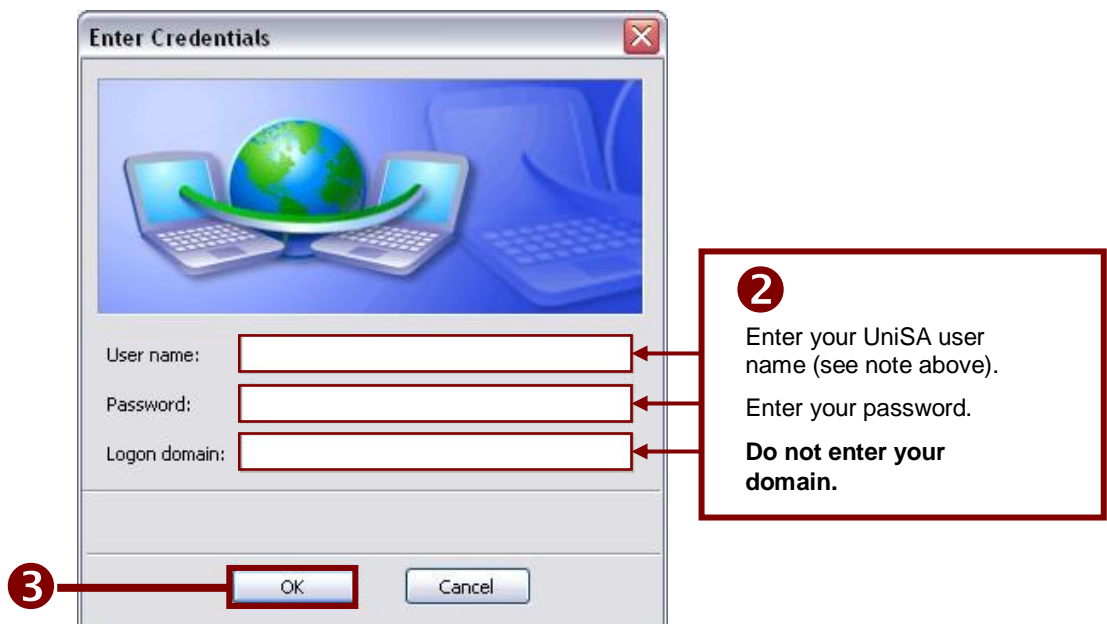 Enter Credentials
User name:
Password:
Logon domain:
2
Enter your UniSA user
name (see note above).
Enter your password.
Do not enter your
domain.
3
OK
Cancel